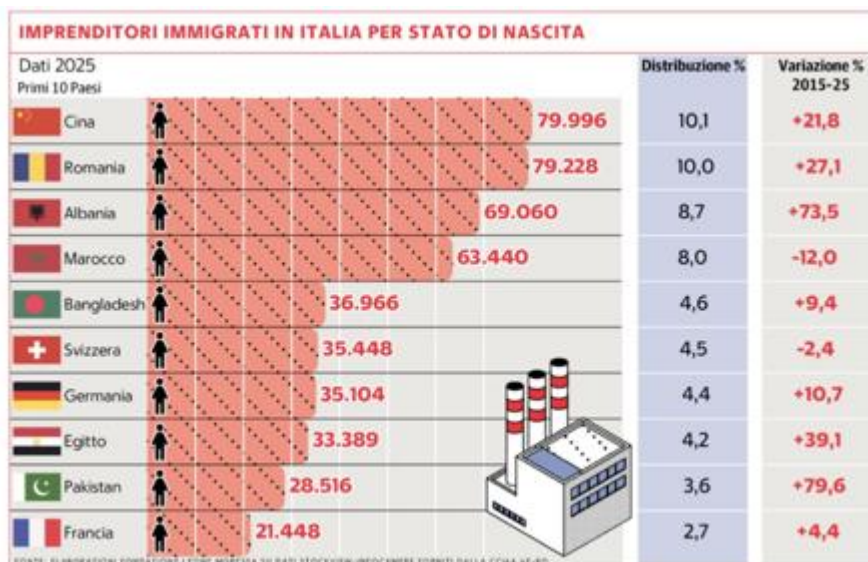 IMPRENDITORI IMMIGRATI IN ITALIA PER STATO DI NASCITA
Dati 2025
Primi 10 Paesi
Distribuzione %
Variazione %
2015-25
Cina 79.996 10,1 +21,8
Romania 79.228 10,0 +27,1
Albania 69.060 8,7 +73,5
Marocco 63.440 8,0 -12,0
Bangladesh 36.966 4,6 +9,4
Svizzera 35.448 4,5 -2,4
Germania 35.104 4,4 +10,7
Egitto 33.389 4,2 +39,1
Pakistan 28.516 3,6 +79,6
Francia 21.448 2,7 +4,4